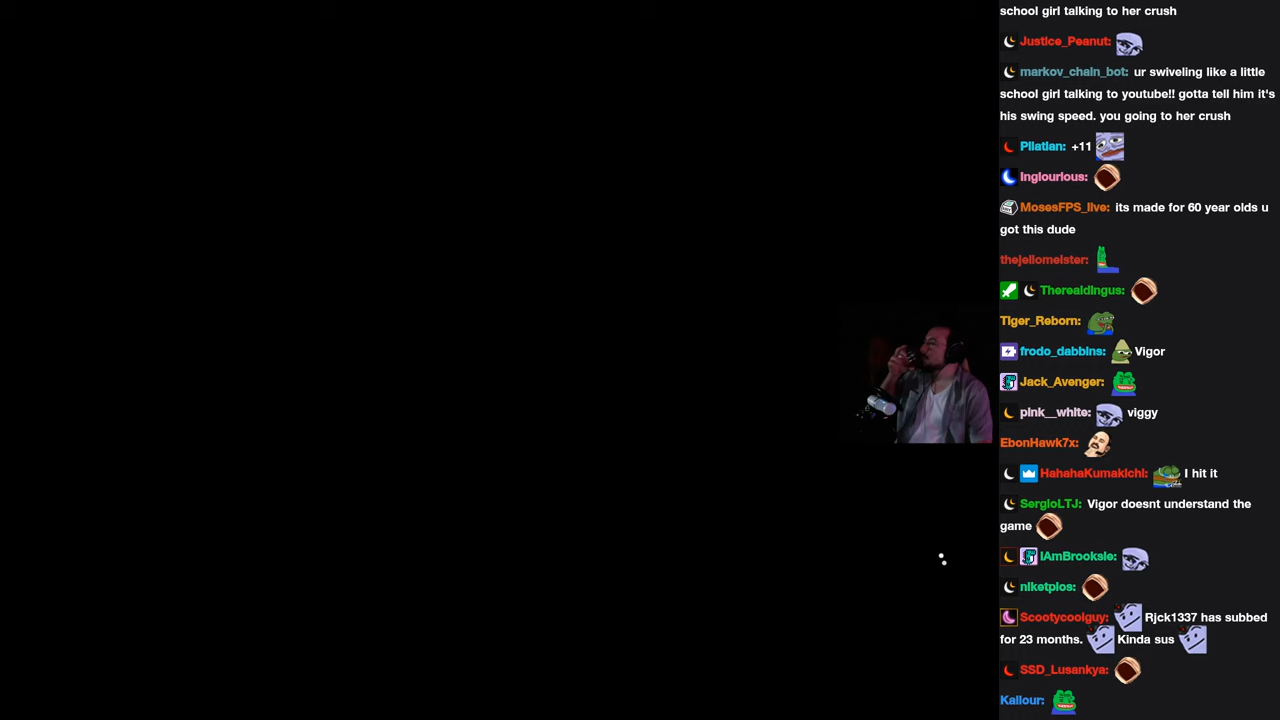 school girl talking to her crush
Justice_Peanut:
markov_chain_bot: ur swiveling like a little
school girl talking to youtube!! gotta tell him it's
his swing speed. you going to her crush
Pilatian: +11
Inglourious:
MosesFPS_live: its made for 60 year olds u
got this dude
thejellomeister:
Therealdingus:
Tiger_Reborn:
frodo_dabbins: Vigor
Jack_Avenger:
pink__white: viggy
EbonHawk7x:
HahahaKumakichi: I hit it
SergioLTJ: Vigor doesnt understand the
game
IAmBrooksie:
niketpios:
Scootycoolguy: Rjck1337 has subbed
for 23 months. Kinda sus
SSD_Lusankya:
Kallour: